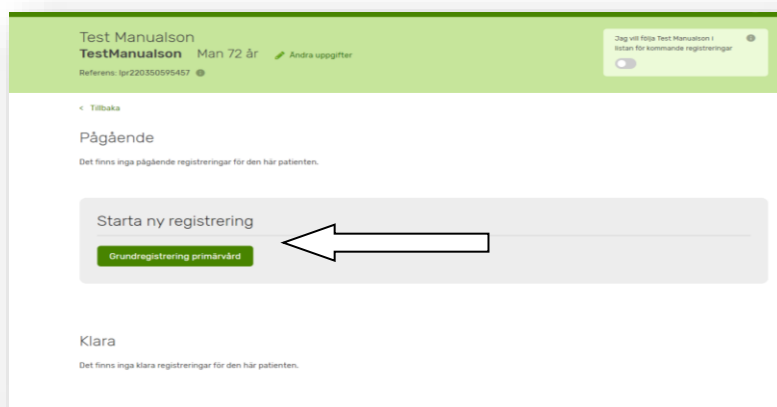 Test Manualson
TestManualson Man 72 år Ändra uppgifter
Referens: lpr220350595457
Jag vill följa Test Manualson i
listan för kommande registreringar
< Tillbaka
Pågående
Det finns inga pågående registreringar för den här patienten.
Starta ny registrering
Grundregistrering primärvård
Klara
Det finns inga klara registreringar för den här patienten.